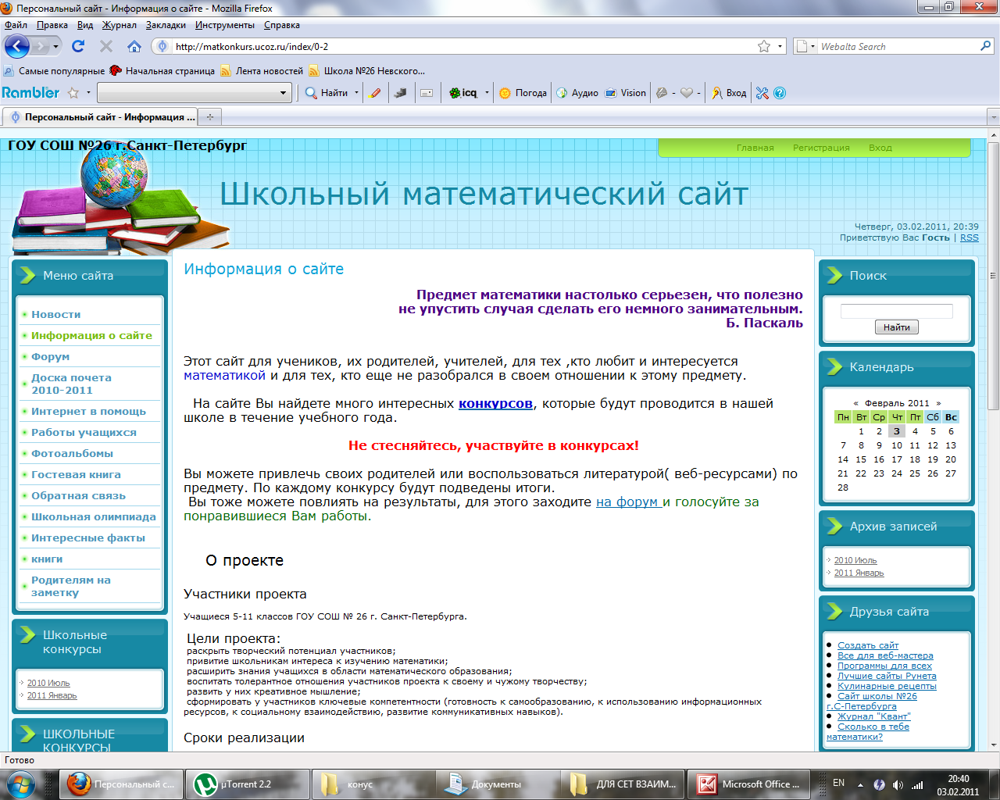 Персональный сайт - Информация о сайте - Mozilla Firefox
Файл Правка Вид Журнал Закладки Инструменты Справка
http://matkonkurs.ucoz.ru/index/0-2
Webalta Search
Самые популярные Начальная страница Лента новостей Школа №26 Невского...
Rambler Найти icq Погода Аудио Vision - - Вход
Персональный сайт - Информация ...
ГОУ СОШ №26 г.Санкт-Петербург
Главная Регистрация Вход
Школьный математический сайт
Четверг, 03.02.2011, 20:39
Приветствую Вас Гость | RSS
Меню сайта
Новости
Информация о сайте
Форум
Доска почета
2010-2011
Интернет в помощь
Работы учащихся
Фотоальбомы
Гостевая книга
Обратная связь
Школьная олимпиада
Интересные факты
книги
Родителям на
заметку
Школьные
конкурсы
2010 Июль
2011 Январь
ШКОЛЬНЫЕ
КОНКУРСЫ
Информация о сайте
Предмет математики настолько серьезен, что полезно
не упустить случая сделать его немного занимательным.
Б. Паскаль
Этот сайт для учеников, их родителей, учителей, для тех ,кто любит и интересуется
математикой и для тех, кто еще не разобрался в своем отношении к этому предмету.
На сайте Вы найдете много интересных конкурсов, которые будут проводится в нашей
школе в течение учебного года.
Не стесняйтесь, участвуйте в конкурсах!
Вы можете привлечь своих родителей или воспользоваться литературой( веб-ресурсами) по
предмету. По каждому конкурсу будут подведены итоги.
Вы тоже можете повлиять на результаты, для этого заходите на форум и голосуйте за
понравившиеся Вам работы.
О проекте
Участники проекта
Учащиеся 5-11 классов ГОУ СОШ № 26 г. Санкт-Петербурга.
Цели проекта:
раскрыть творческий потенциал участников;
привитие школьникам интереса к изучению математики;
расширить знания учащихся в области математического образования;
воспитать толерантное отношения участников проекта к своему и чужому творчеству;
развить у них креативное мышление;
сформировать у участников ключевые компетентности (готовность к самообразованию, к использованию информационных
ресурсов, к социальному взаимодействию, развитие коммуникативных навыков).
Сроки реализации
Поиск
Найти
Календарь
« Февраль 2011 »
Пн Вт Ср Чт Пт Сб Вс
1 2 3 4 5 6
7 8 9 10 11 12 13
14 15 16 17 18 19 20
21 22 23 24 25 26 27
28
Архив записей
2010 Июль
2011 Январь
Друзья сайта
Создать сайт
Все для веб-мастера
Программы для всех
Лучшие сайты Рунета
Кулинарные рецепты
Сайт школы №26
г.С-Петербурга
Журнал "Квант"
Сколько в тебе
математики?
Готово
Персональный с... µTorrent 2.2 конус Документы ДЛЯ СЕТ ВЗАИМ... Microsoft Office ... EN 20:40
03.02.2011